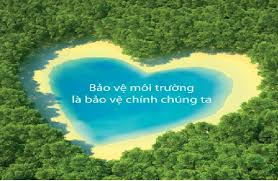 Bảo vệ môi trường
là bảo vệ chính chúng ta